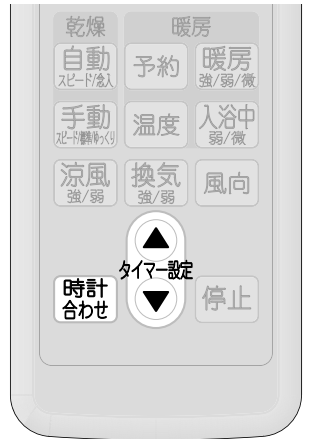 乾燥 暖房
自動 予約 暖房
スピード/念入 強/弱/微
手動 温度 入浴中
スピード/標準/ゆっくり 弱/微
涼風 換気 風向
強/弱 強/弱
▲
タイマー設定
時計 ▼ 停止
合わせ